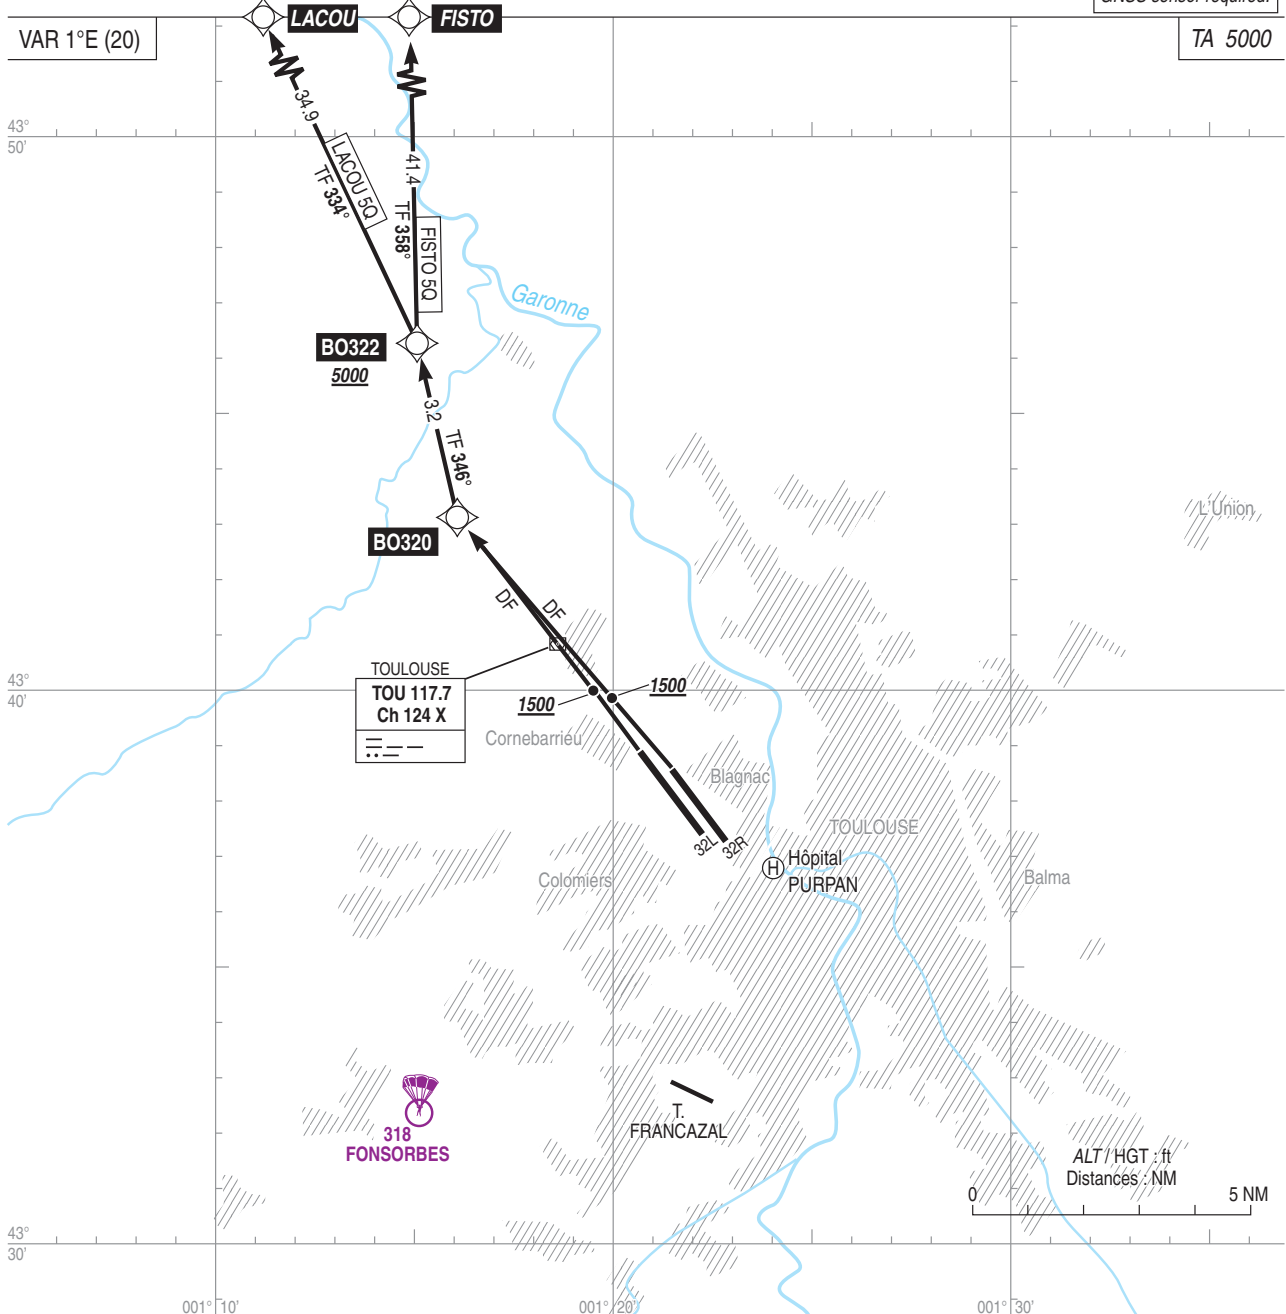 LACOU
FISTO
VAR 1°E (20)
TA 5000
43°
50'
34.9
LACOU 5Q
TF 334°
41.4
TF 358°
FISTO 5Q
Garonne
BO322
5000
3.2
TF 346°
BO320
L'Union
DF
DF
TOULOUSE
TOU 117.7
Ch 124 X
43°
40'
1500
1500
Cornebarrieu
Blagnac
TOULOUSE
32L
32R
H
Hôpital
PURPAN
Colomiers
Balma
318
FONSORBES
T.
FRANCAZAL
ALT / HGT : ft
Distances : NM
0
5 NM
43°
30'
001° 10'
001° 20'
001° 30'